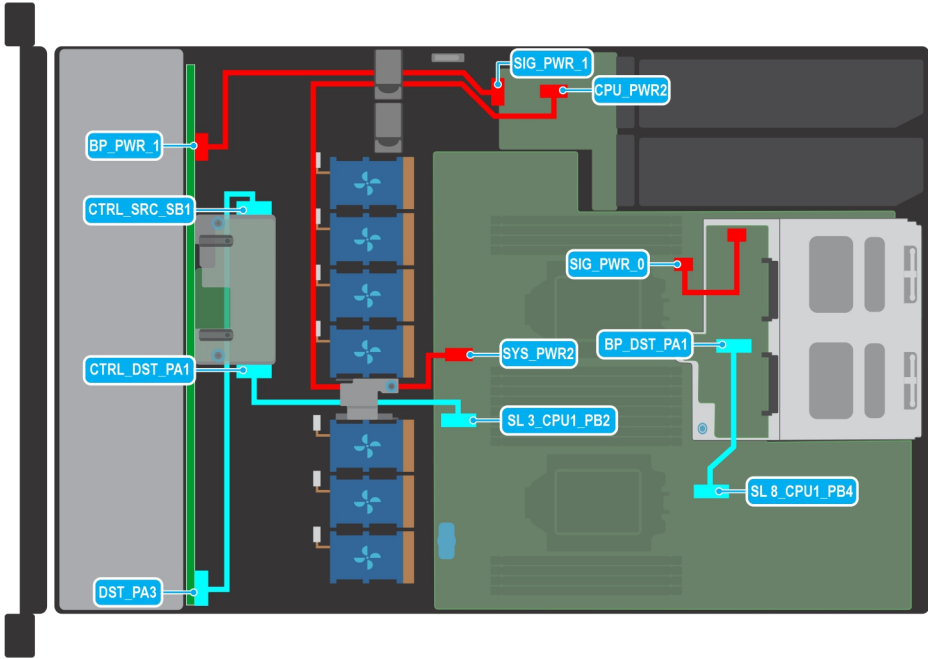 SIG_PWR_1
CPU_PWR2
BP_PWR_1
CTRL_SRC_SB1
SIG_PWR_0
BP_DST_PA1
SYS_PWR2
CTRL_DST_PA1
SL 3_CPU1_PB2
SL 8_CPU1_PB4
DST_PA3